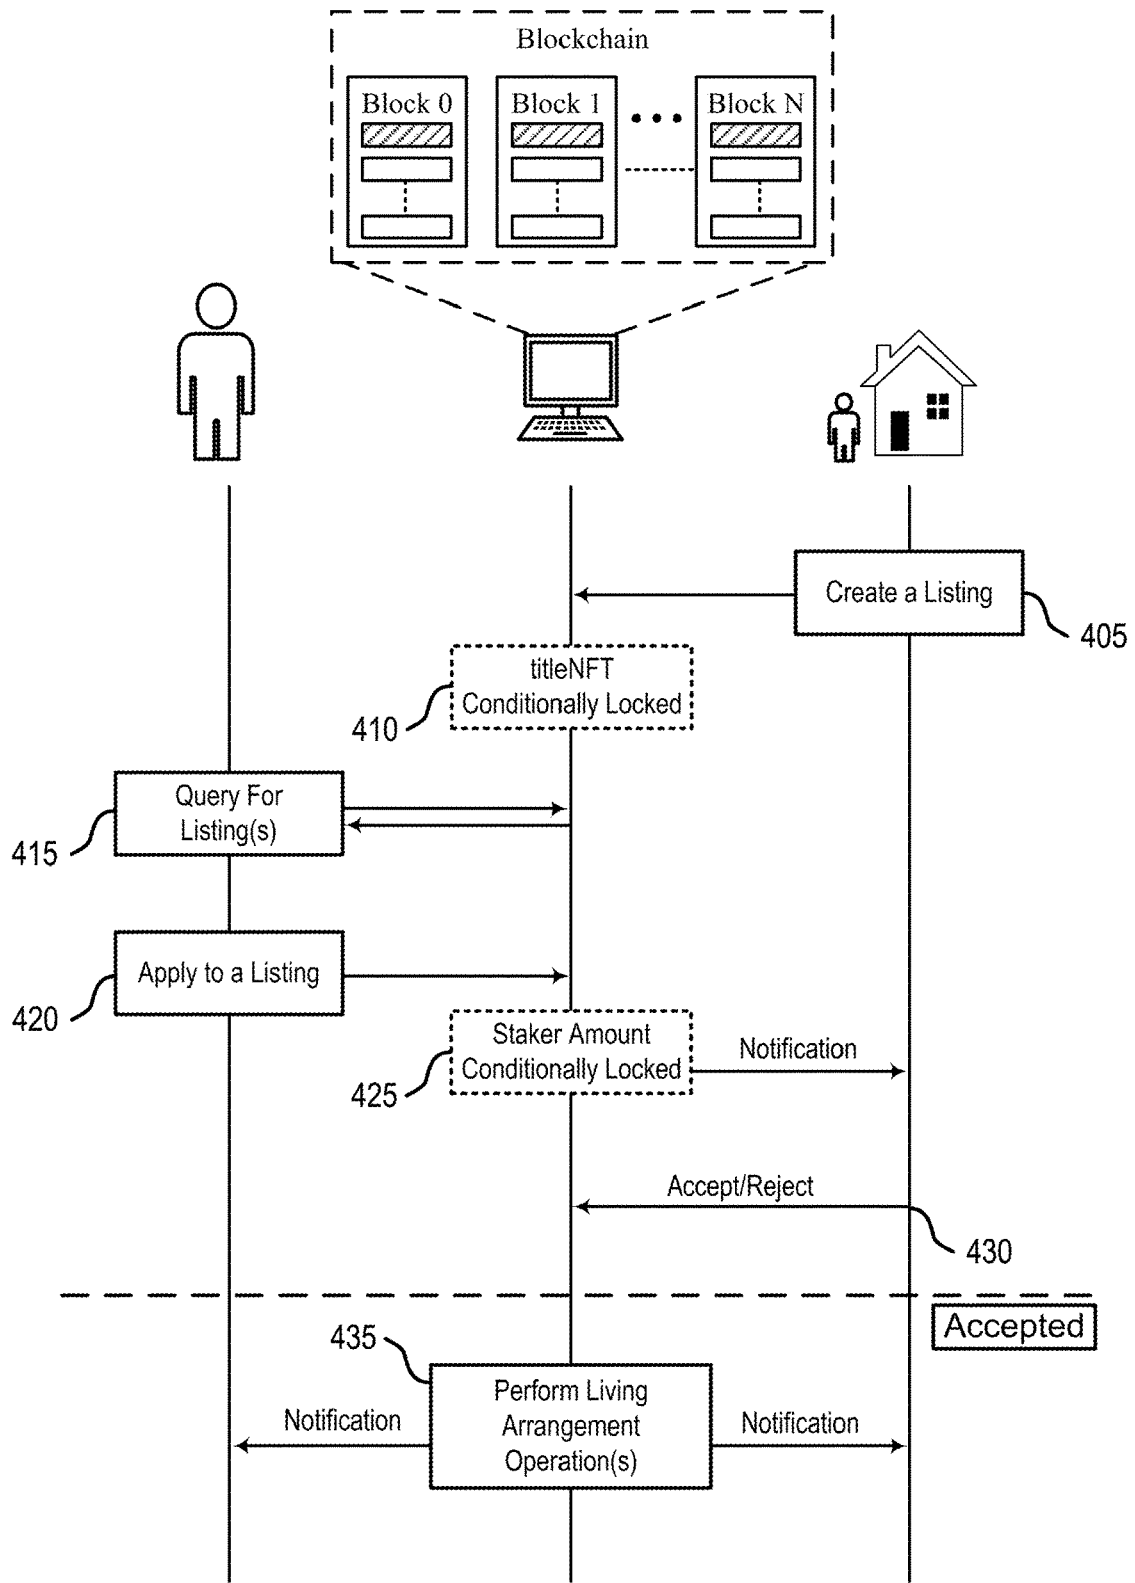 Blockchain
Block 0
Block 1
Block N
Create a Listing
405
titleNFT
Conditionally Locked
410
Query For
Listing(s)
415
Apply to a Listing
420
Staker Amount
Conditionally Locked
425
Notification
Accept/Reject
430
Accepted
435
Perform Living
Arrangement
Operation(s)
Notification
Notification